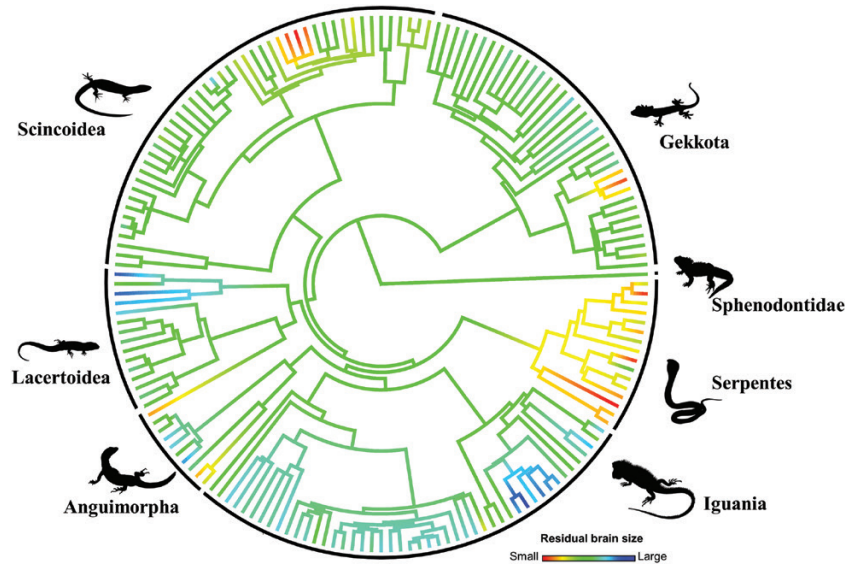 Scincoidea
Gekkota
Sphenodontidae
Lacertoidea
Serpentes
Anguimorpha
Iguania
Residual brain size
Small Large